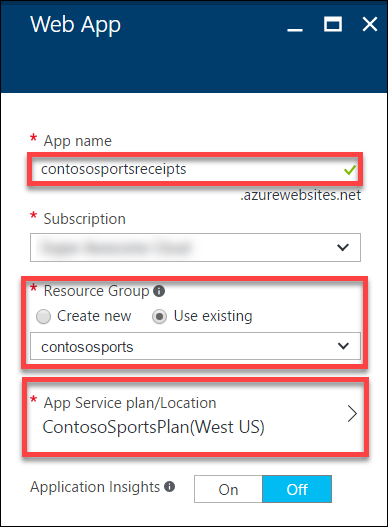 Web App
* App name
contososportsreceipts
.azurewebsites.net
* Subscription
* Resource Group
Create new Use existing
contososports
* App Service plan/Location
ContosoSportsPlan(West US)
Application Insights On Off